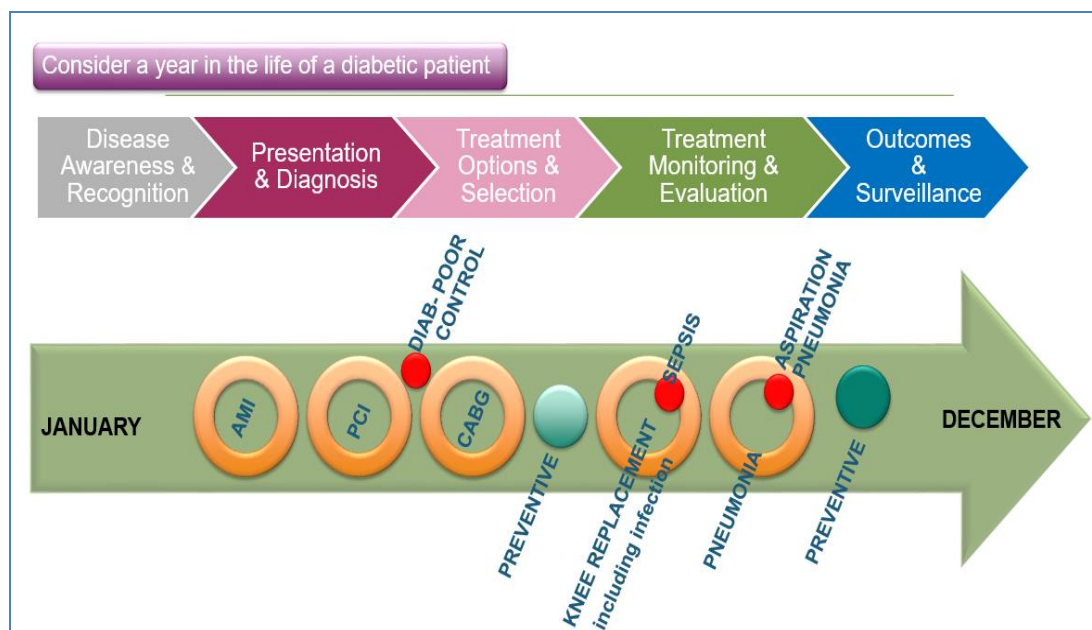 Consider a year in the life of a diabetic patient
Disease
Awareness &
Recognition
Presentation
& Diagnosis
Treatment
Options &
Selection
Treatment
Monitoring &
Evaluation
Outcomes
&
Surveillance
JANUARY
AMI
PCI
DIAB- POOR
CONTROL
CABG
PREVENTIVE
KNEE REPLACEMENT
including infection
SEPSIS
PNEUMONIA
ASPIRATION
PNEUMONIA
PREVENTIVE
DECEMBER